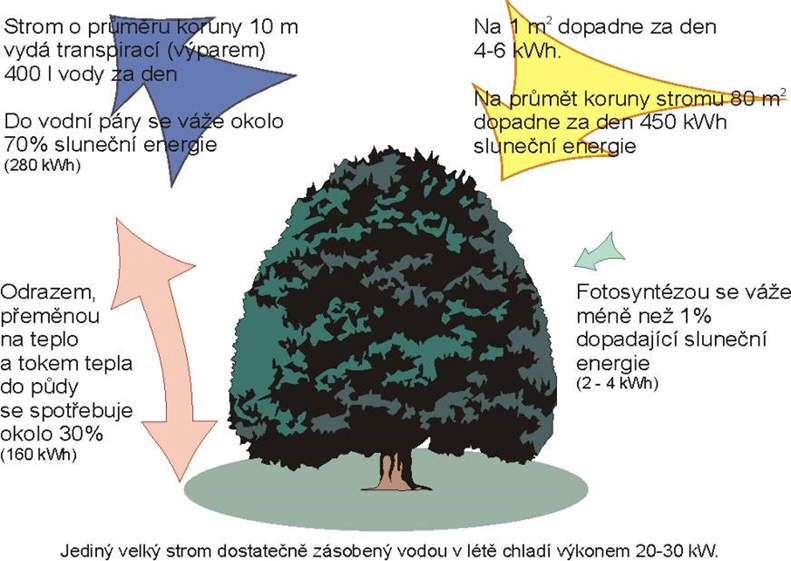 Strom o průměru koruny 10 m
vydá transpirací (výparem)
400 l vody za den
Do vodní páry se váže okolo
70% sluneční energie
(280 kWh)
Na 1 m² dopadne za den
4-6 kWh.
Na průmět koruny stromu 80 m²
dopadne za den 450 kWh
sluneční energie
Odrazem,
přeměnou
na teplo
a tokem tepla
do půdy
se spotřebuje
okolo 30%
(160 kWh)
Fotosyntézou se váže
méně než 1%
dopadající sluneční
energie
(2 - 4 kWh)
Jediný velký strom dostatečně zásobený vodou v létě chladí výkonem 20-30 kW.